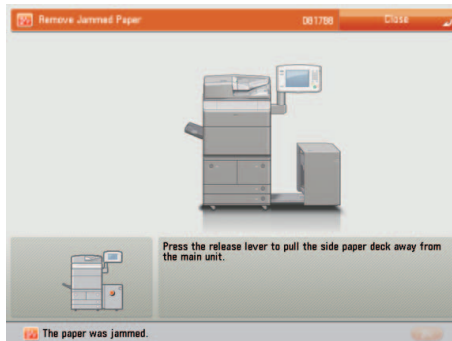 Remove Jammed Paper
Close
Press the release lever to pull the side paper deck away from
the main unit.
The paper was jammed.